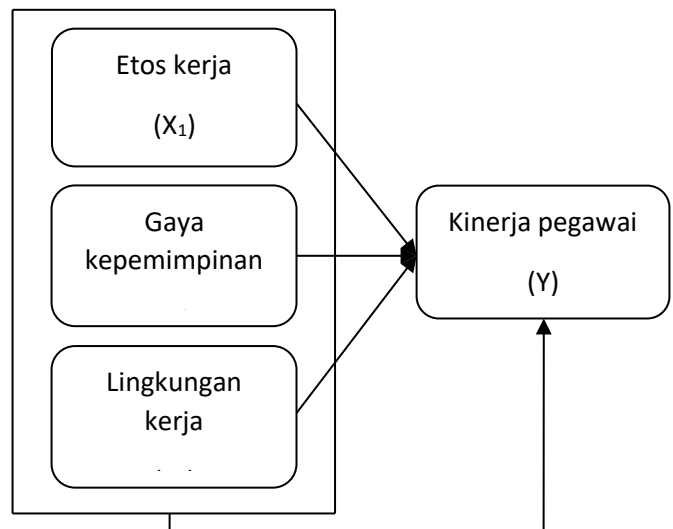 Etos kerja
(X₁)
Gaya
kepemimpinan
Lingkungan
kerja
Kinerja pegawai
(Y)